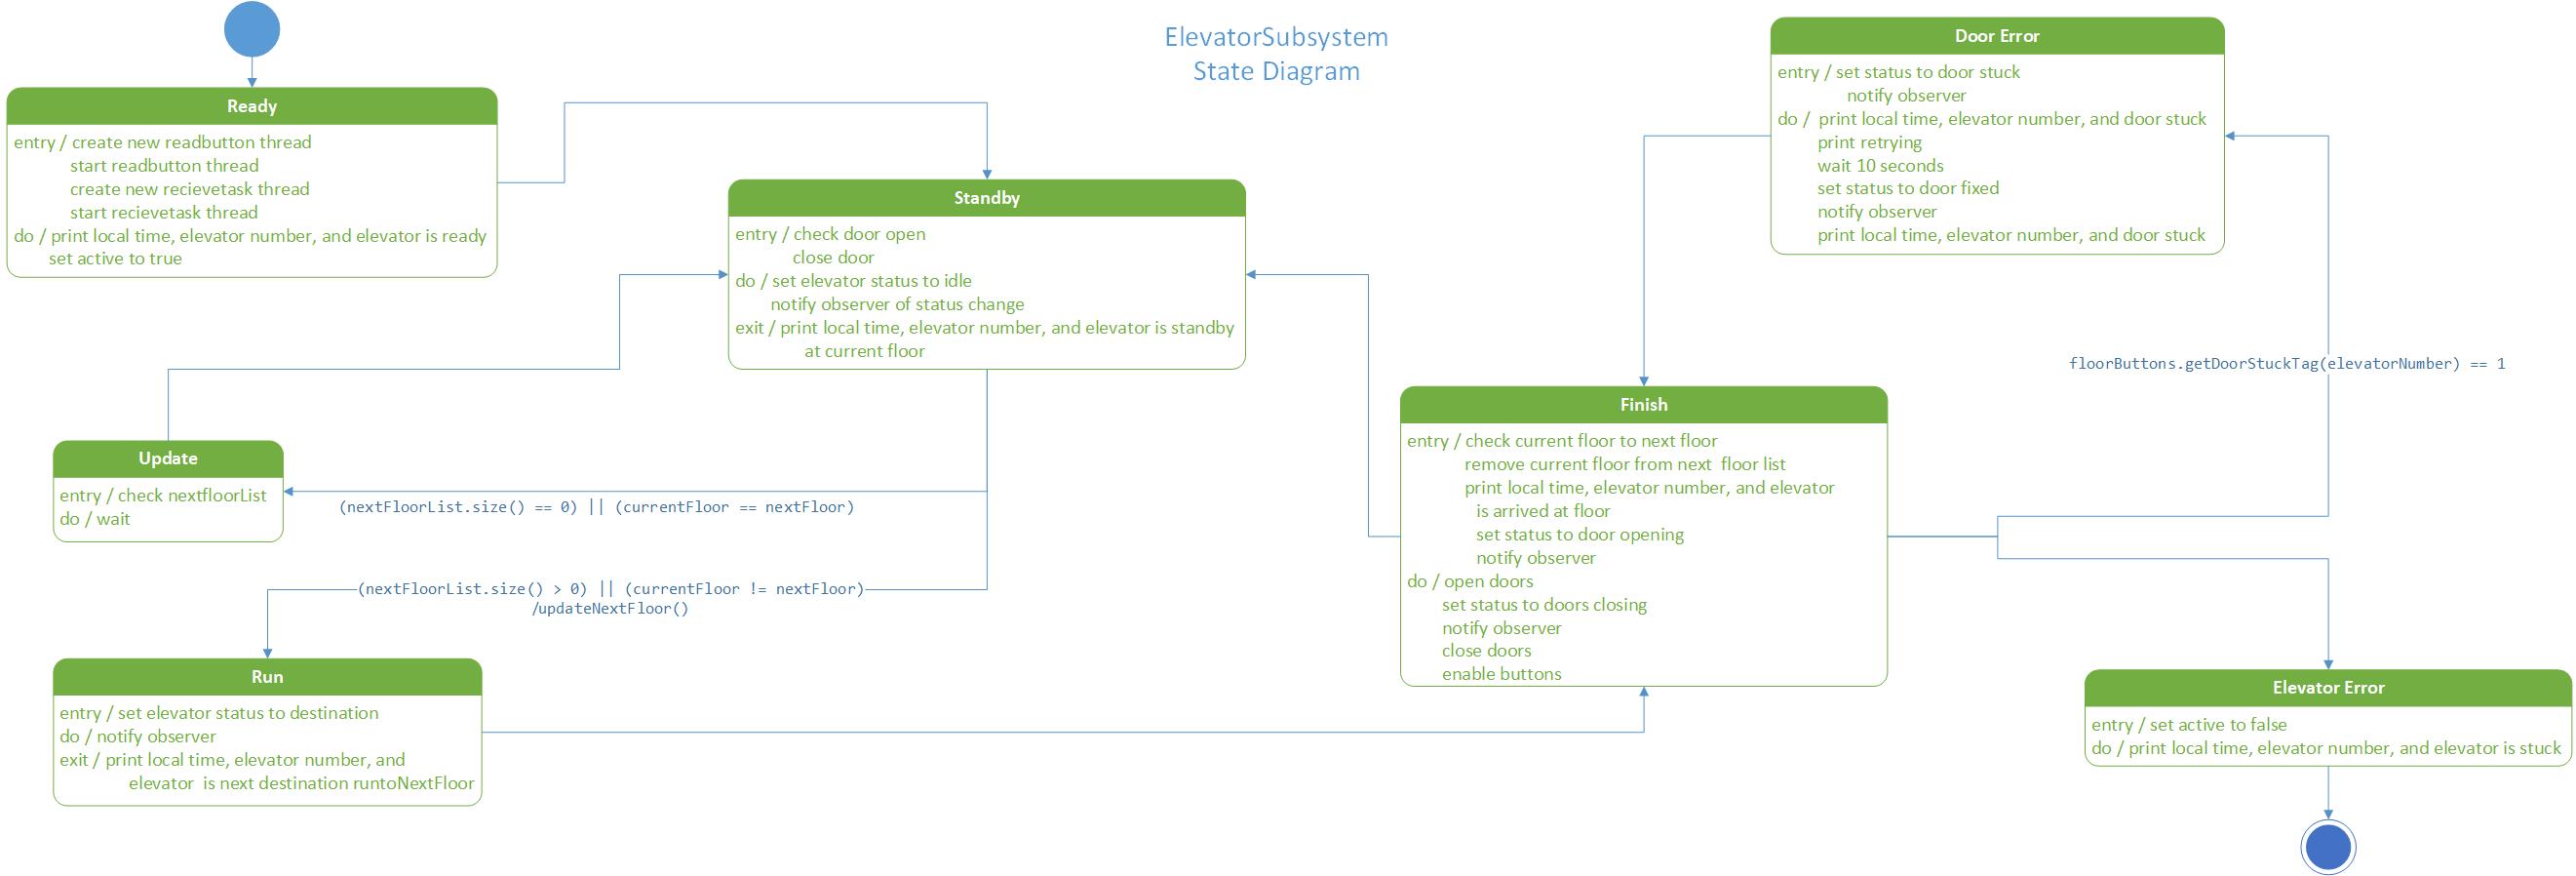 ElevatorSubsystem
State Diagram
Ready
entry / create new readbutton thread
start readbutton thread
create new recievetask thread
start recievetask thread
do / print local time, elevator number, and elevator is ready
set active to true
Standby
entry / check door open
close door
do / set elevator status to idle
notify observer of status change
exit / print local time, elevator number, and elevator is standby
at current floor
Door Error
entry / set status to door stuck
notify observer
do / print local time, elevator number, and door stuck
print retrying
wait 10 seconds
set status to door fixed
notify observer
print local time, elevator number, and door stuck
floorButtons.getDoorStuckTag(elevatorNumber) == 1
Update
entry / check nextfloorList
do / wait
(nextFloorList.size() == 0) || (currentFloor == nextFloor)
(nextFloorList.size() > 0) || (currentFloor != nextFloor)
/updateNextFloor()
Finish
entry / check current floor to next floor
remove current floor from next floor list
print local time, elevator number, and elevator
is arrived at floor
set status to door opening
notify observer
do / open doors
set status to doors closing
notify observer
close doors
enable buttons
Run
entry / set elevator status to destination
do / notify observer
exit / print local time, elevator number, and
elevator is next destination runtoNextFloor
Elevator Error
entry / set active to false
do / print local time, elevator number, and elevator is stuck